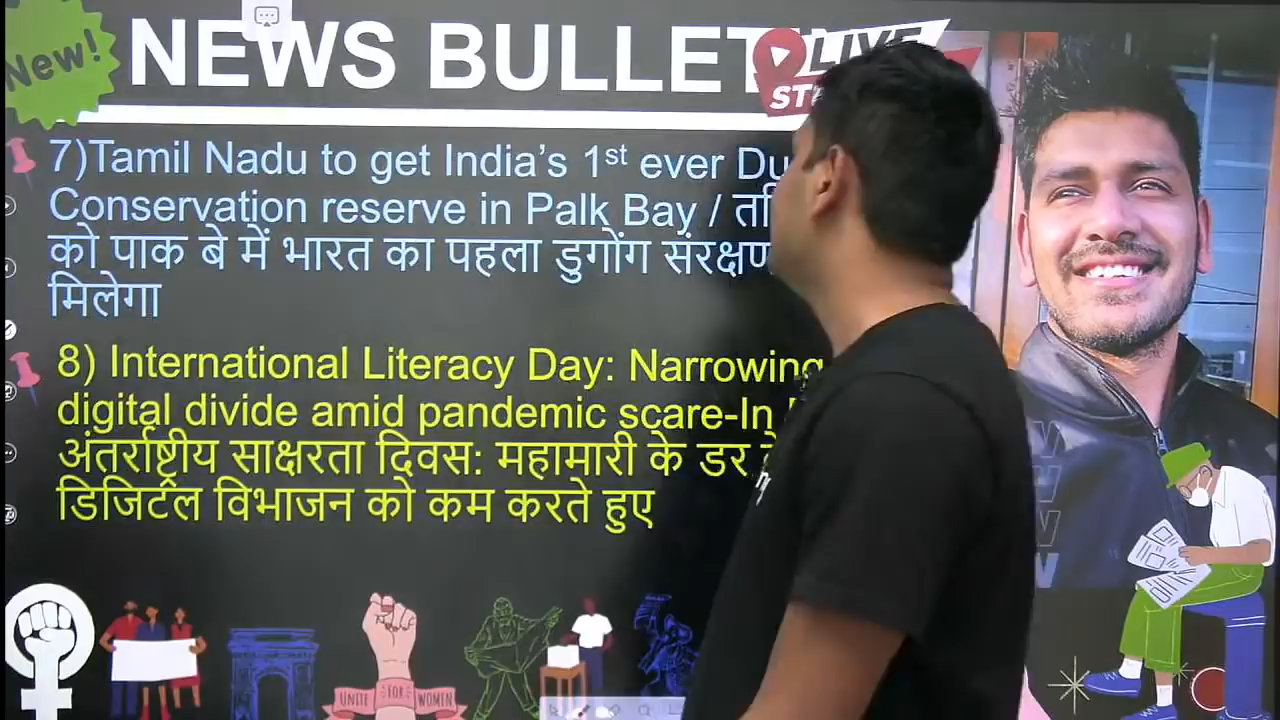 New!
NEWS BULLET
LIVE
7)Tamil Nadu to get India's 1st ever
Conservation reserve in Palk Bay /
को पाक बे में भारत का पहला डुगोंग संरक्षण
मिलेगा
8) International Literacy Day: Narrowing
digital divide amid pandemic scare-In
अंतर्राष्ट्रीय साक्षरता दिवस: महामारी के डर
डिजिटल विभाजन को कम करते हुए
UNITE FOR WOMEN